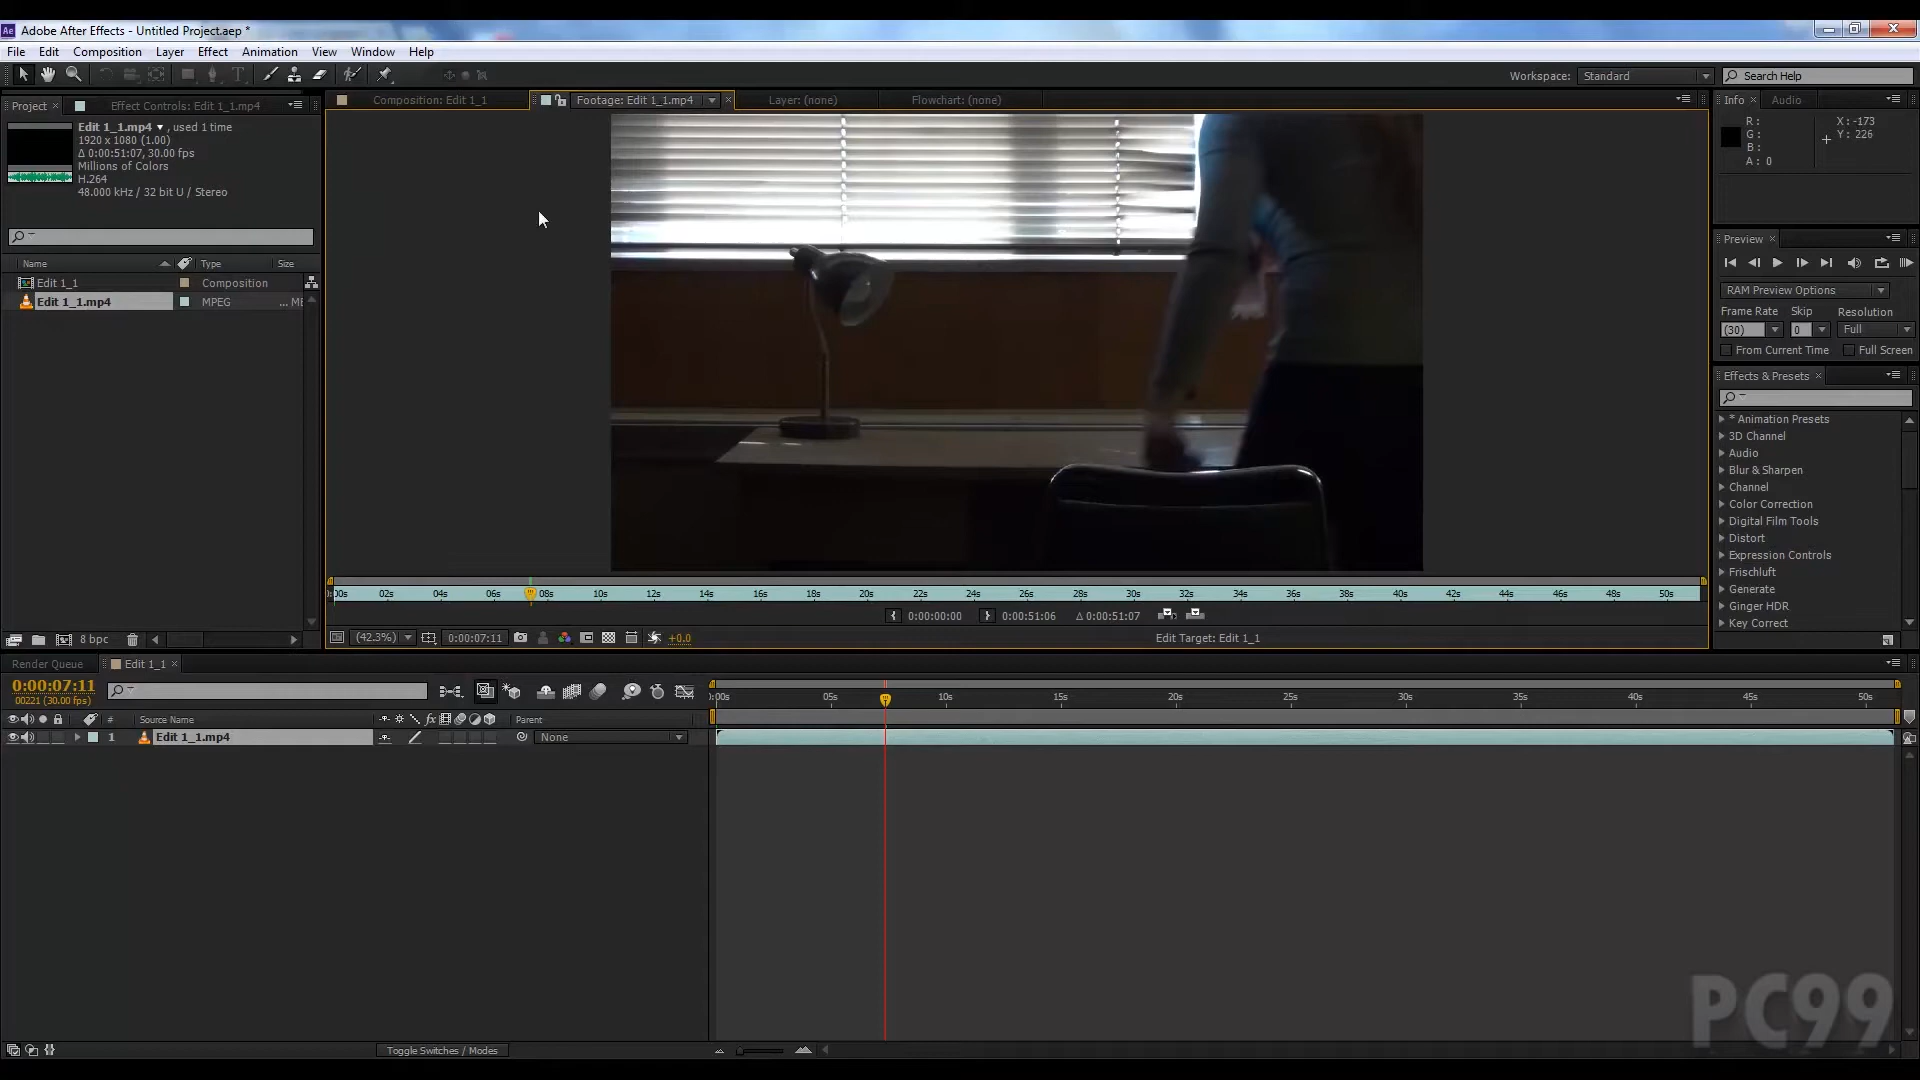 Adobe After Effects - Untitled Project.aep *
File Edit Composition Layer Effect Animation View Window Help
Workspace: Standard Search Help
Project Effect Controls: Edit 1_1.mp4
Composition: Edit 1_1 Footage: Edit 1_1.mp4 Layer: (none) Flowchart: (none)
Info Audio
Edit 1_1.mp4 , used 1 time
1920 x 1080 (1.00)
Δ 0:00:51:07, 30.00 fps
Millions of Colors
H.264
48.000 kHz / 32 bit U / Stereo
R :
G :
B :
A : 0
X : -173
Y : 226
Name Type Size
Edit 1_1 Composition
Edit 1_1.mp4 MPEG ... ME
Preview
RAM Preview Options
Frame Rate Skip Resolution
(30) 0 Full
From Current Time Full Screen
Effects & Presets
* Animation Presets
3D Channel
Audio
Blur & Sharpen
Channel
Color Correction
Digital Film Tools
Distort
Expression Controls
Frischluft
Generate
Ginger HDR
Key Correct
00s 02s 04s 06s 08s 10s 12s 14s 16s 18s 20s 22s 24s 26s 28s 30s 32s 34s 36s 38s 40s 42s 44s 46s 48s 50s
0:00:00:00 0:00:51:06 Δ 0:00:51:07
8 bpc
(42.3%) 0:00:07:11 +0.0 Edit Target: Edit 1_1
Render Queue Edit 1_1
0:00:07:11
00221 (30.00 fps)
:00s 05s 10s 15s 20s 25s 30s 35s 40s 45s 50s
# Source Name fx Parent
1 Edit 1_1.mp4 None
Toggle Switches / Modes
PC99